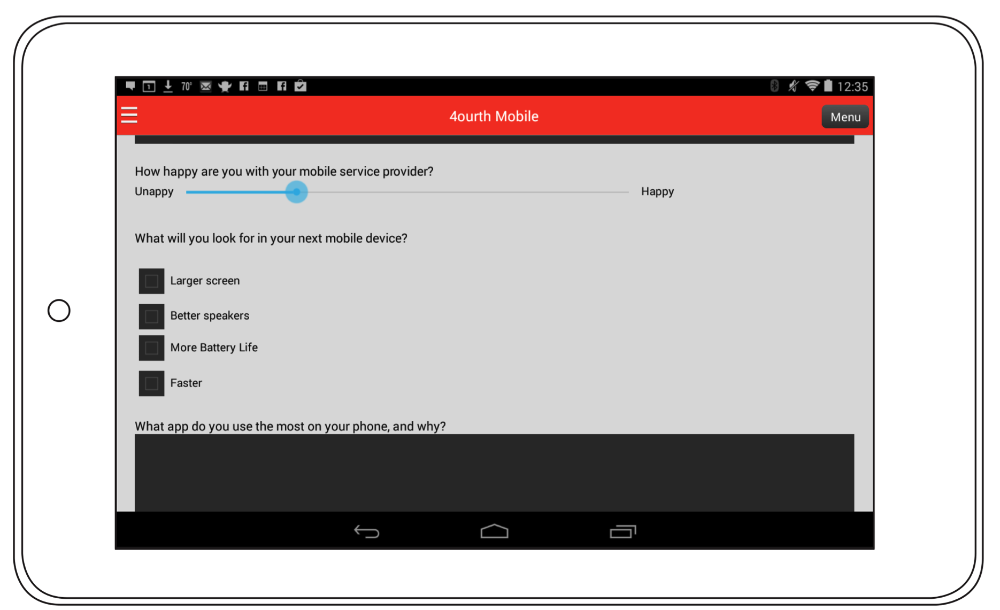 1 70° 12:35
4ourth Mobile Menu
How happy are you with your mobile service provider?
Unappy Happy
What will you look for in your next mobile device?
Larger screen
Better speakers
More Battery Life
Faster
What app do you use the most on your phone, and why?